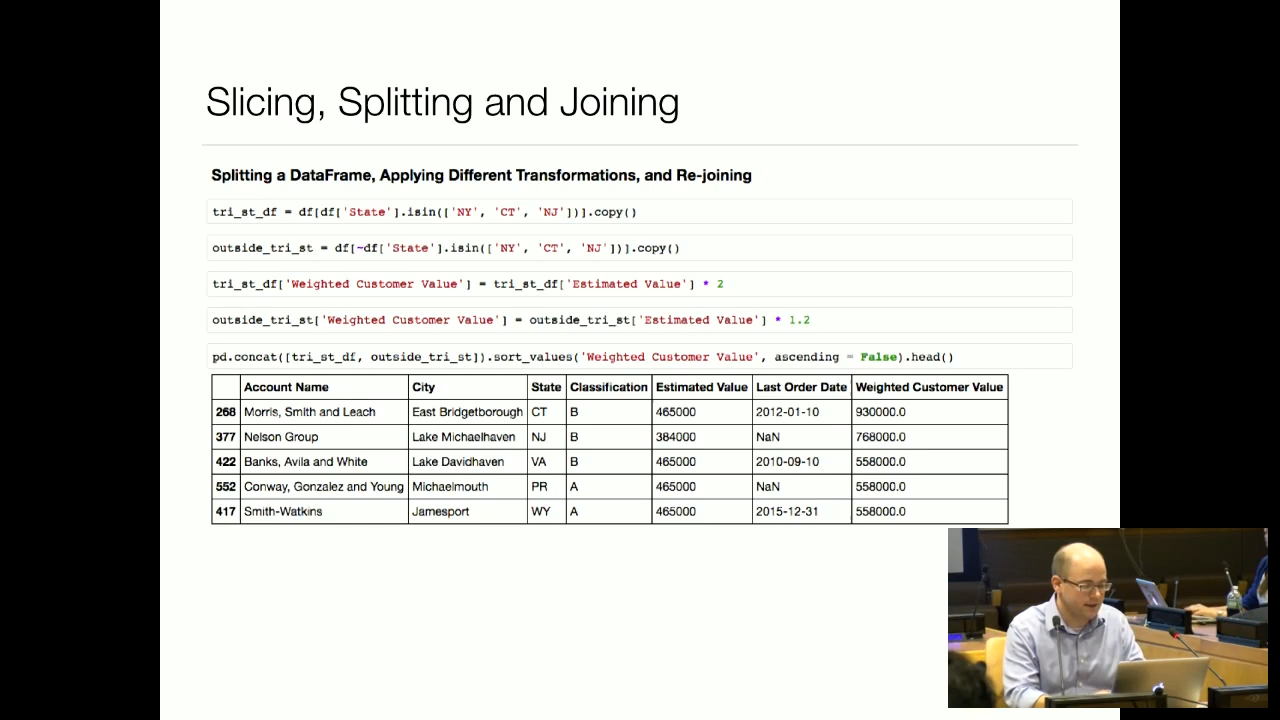 Slicing, Splitting and Joining
Splitting a DataFrame, Applying Different Transformations, and Re-joining
tri_st_df = df[df['State'].isin(['NY', 'CT', 'NJ'])].copy()
outside_tri_st = df[~df['State'].isin(['NY', 'CT', 'NJ'])].copy()
tri_st_df['Weighted Customer Value'] = tri_st_df['Estimated Value'] * 2
outside_tri_st['Weighted Customer Value'] = outside_tri_st['Estimated Value'] * 1.2
pd.concat([tri_st_df, outside_tri_st]).sort_values('Weighted Customer Value', ascending = False).head()
Account Name City State Classification Estimated Value Last Order Date Weighted Customer Value
268 Morris, Smith and Leach East Bridgetborough CT B 465000 2012-01-10 930000.0
377 Nelson Group Lake Michaelhaven NJ B 384000 NaN 768000.0
422 Banks, Avila and White Lake Davidhaven VA B 465000 2010-09-10 558000.0
552 Conway, Gonzalez and Young Michaelmouth PR A 465000 NaN 558000.0
417 Smith-Watkins Jamesport WY A 465000 2015-12-31 558000.0